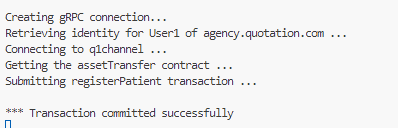 Creating gRPC connection...
Retrieving identity for User1 of agency.quotation.com ...
Connecting to q1channel ...
Getting the assetTransfer contract ...
Submitting registerPatient transaction ...
*** Transaction committed successfully